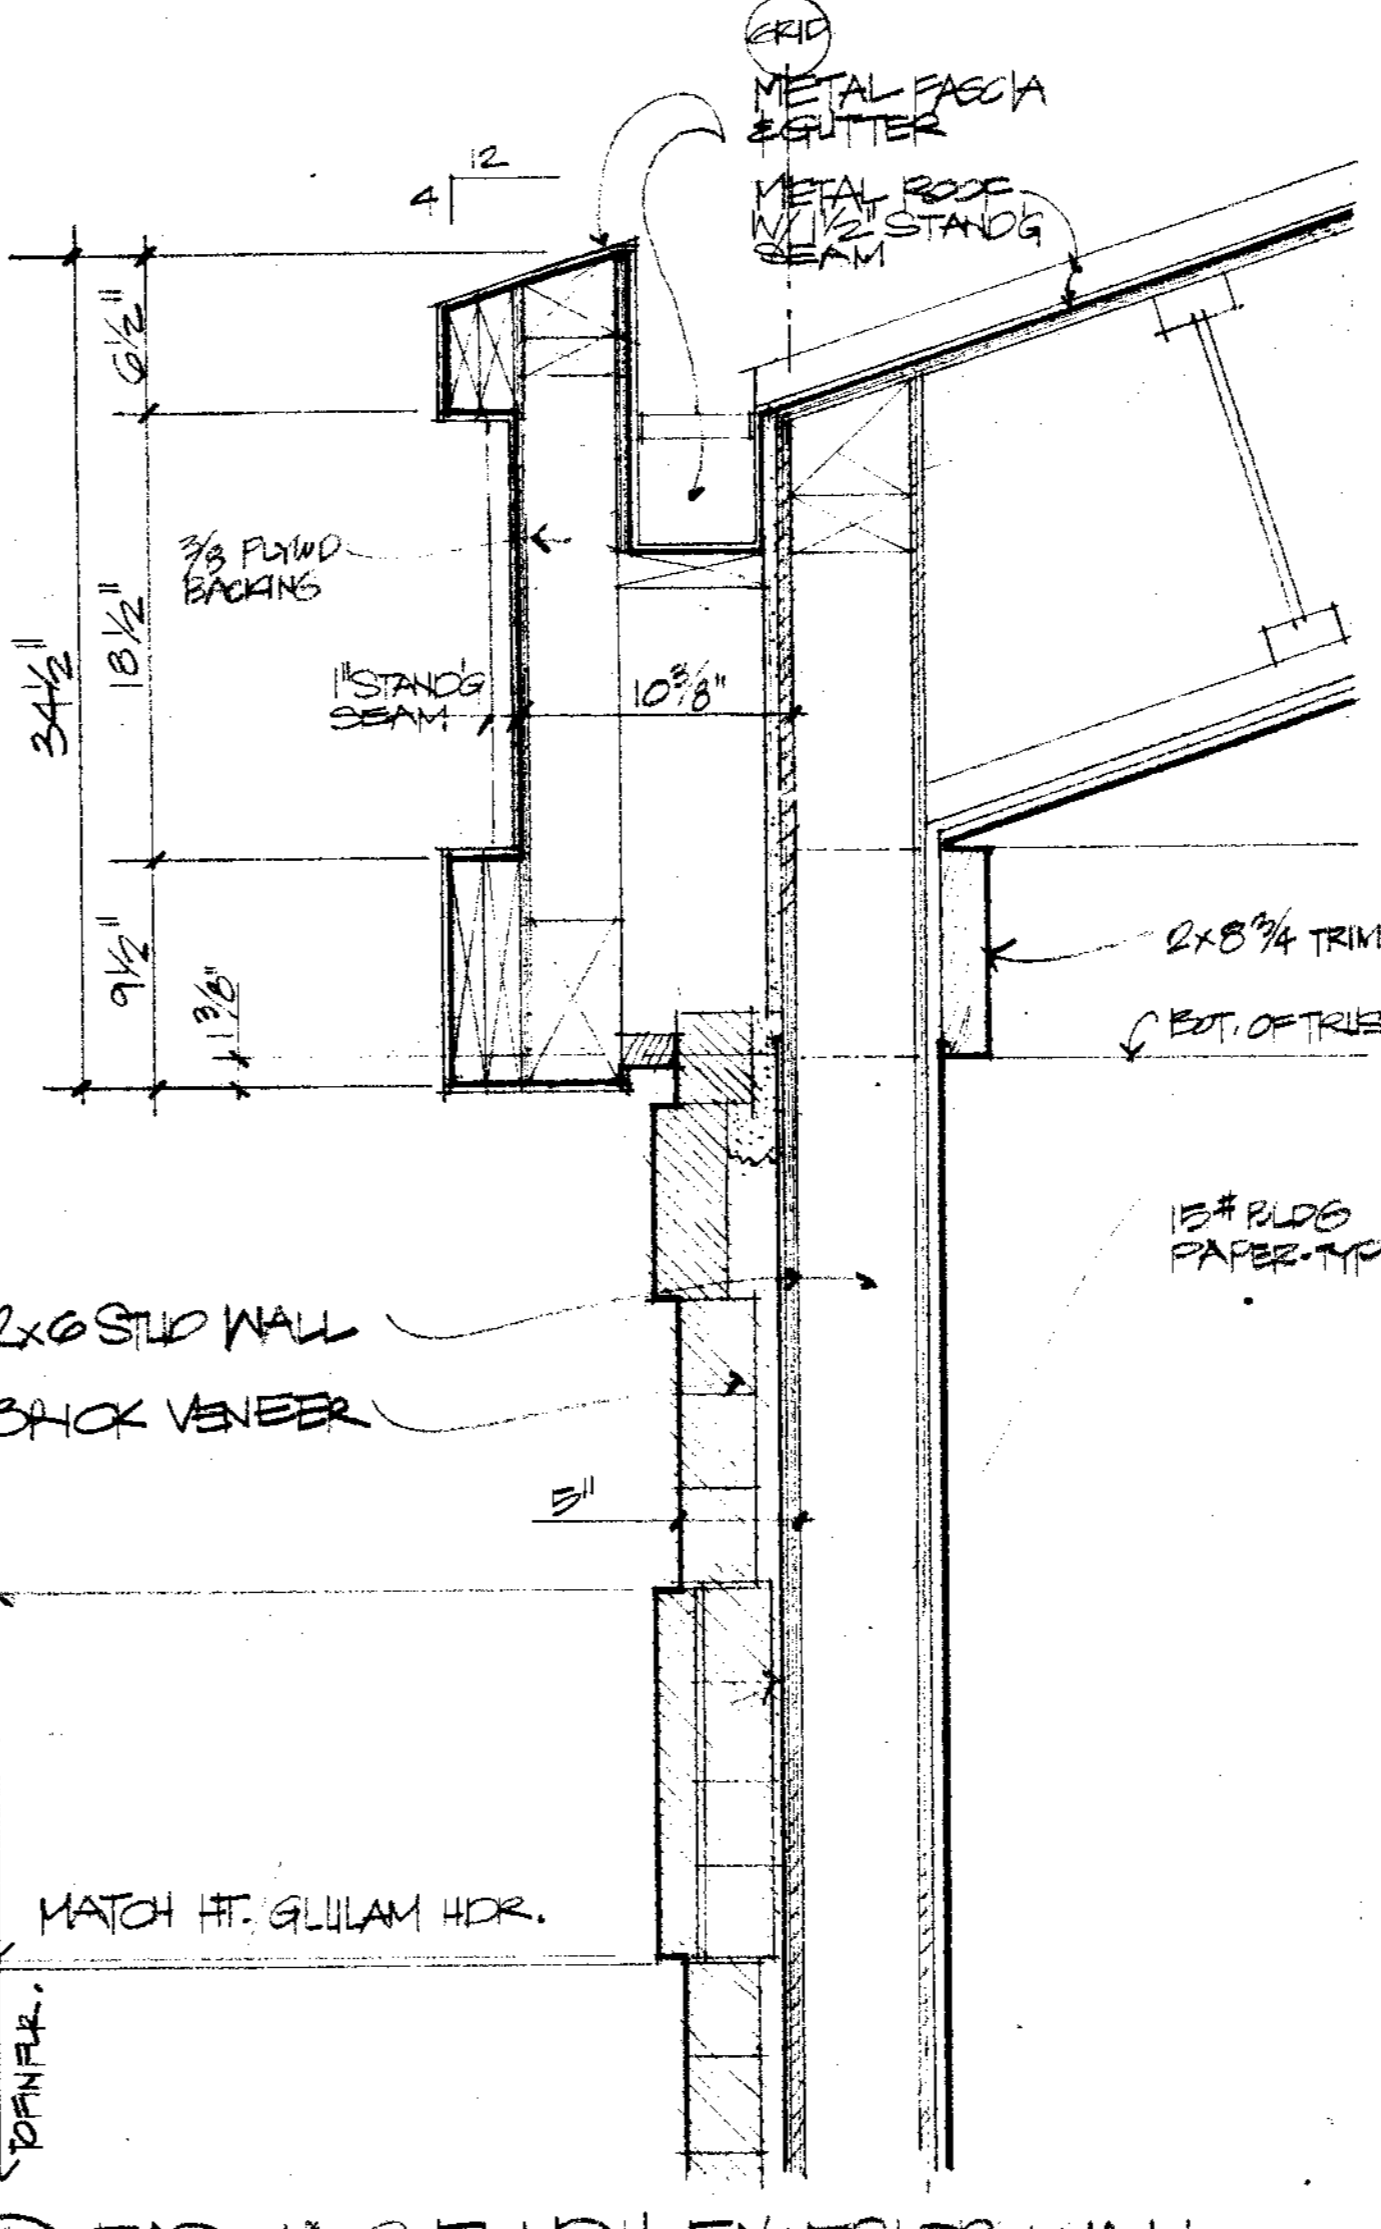 GRID
METAL FASCIA
& GUTTER
12
4
METAL ROOF
W/ 1 1/2" STAND'G
SEAM
6 1/2"
3/8 PLYWD
BACKING
18 1/2"
34 1/2"
1" STAND'G
SEAM
10 3/8"
9 1/2"
1 3/8"
2x8 3/4 TRIM
BOT. OF TRUS
15# BLDG
PAPER-TYP
2x6 STUD WALL
BRICK VENEER
5"
MATCH HT. GLULAM HDR.
TO FIN FLR.